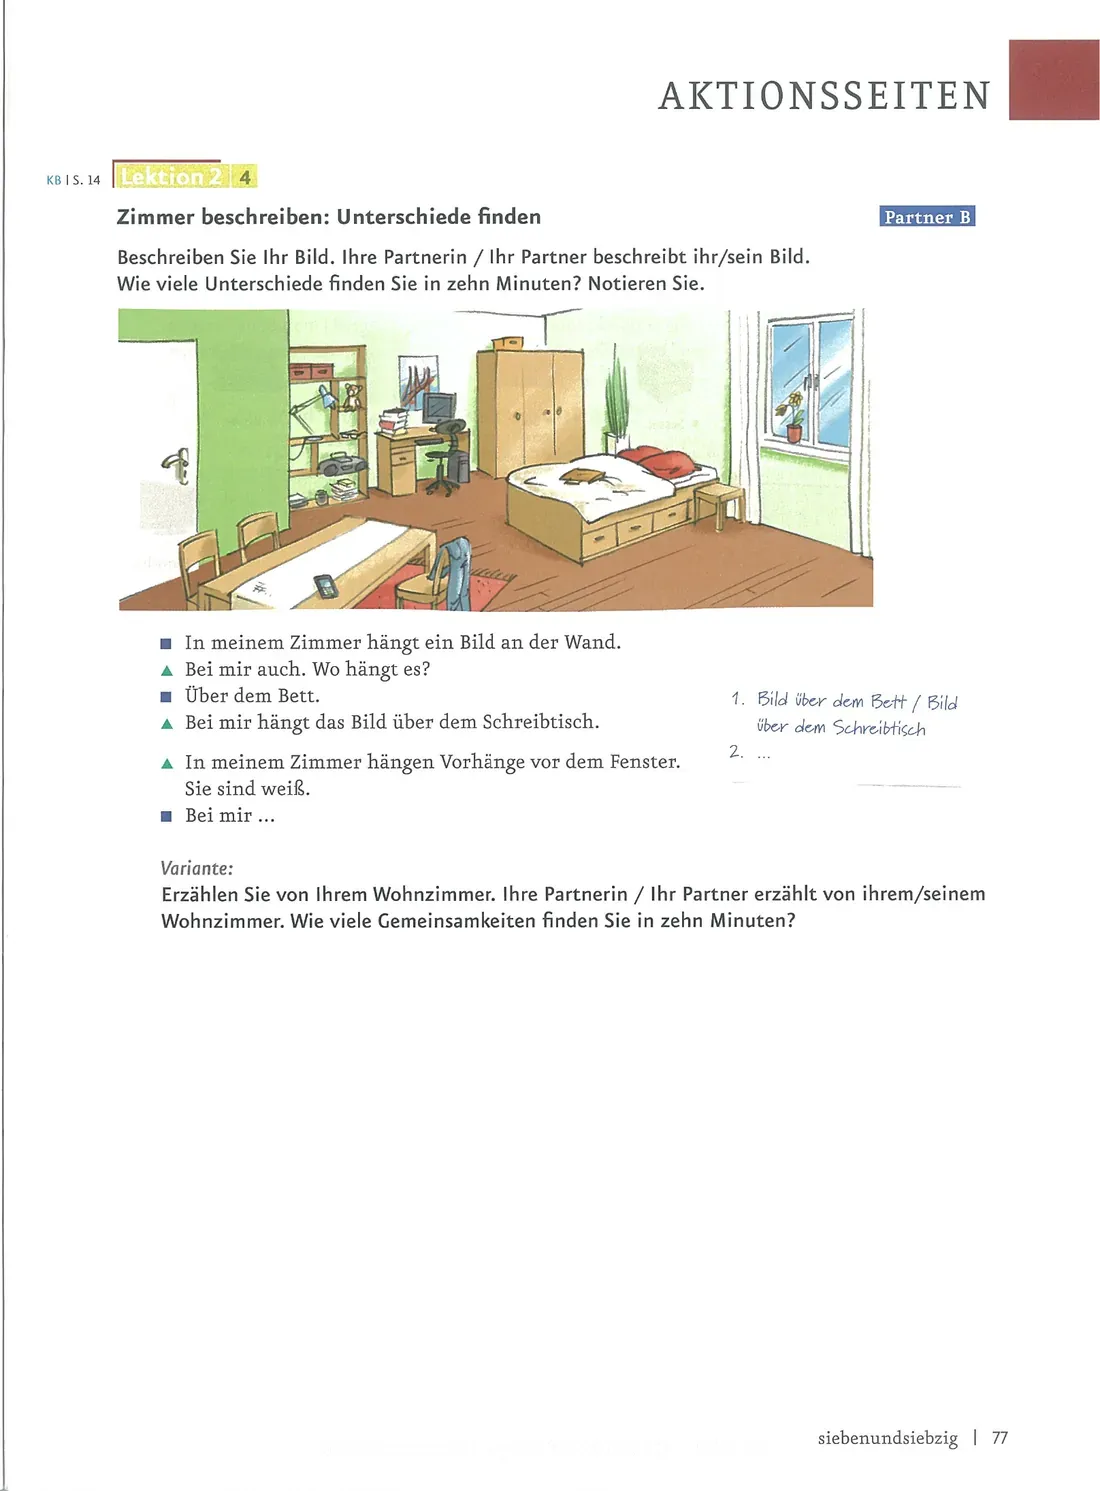 AKTIONSSEITEN
KB | S. 14 Lektion 2 4
Zimmer beschreiben: Unterschiede finden
Partner B
Beschreiben Sie Ihr Bild. Ihre Partnerin / Ihr Partner beschreibt ihr/sein Bild.
Wie viele Unterschiede finden Sie in zehn Minuten? Notieren Sie.
■ In meinem Zimmer hängt ein Bild an der Wand.
▲ Bei mir auch. Wo hängt es?
■ Über dem Bett.
▲ Bei mir hängt das Bild über dem Schreibtisch.
▲ In meinem Zimmer hängen Vorhänge vor dem Fenster.
Sie sind weiß.
■ Bei mir ...
1. Bild über dem Bett / Bild
über dem Schreibtisch
2. ...
Variante:
Erzählen Sie von Ihrem Wohnzimmer. Ihre Partnerin / Ihr Partner erzählt von ihrem/seinem
Wohnzimmer. Wie viele Gemeinsamkeiten finden Sie in zehn Minuten?
siebenundsiebzig | 77